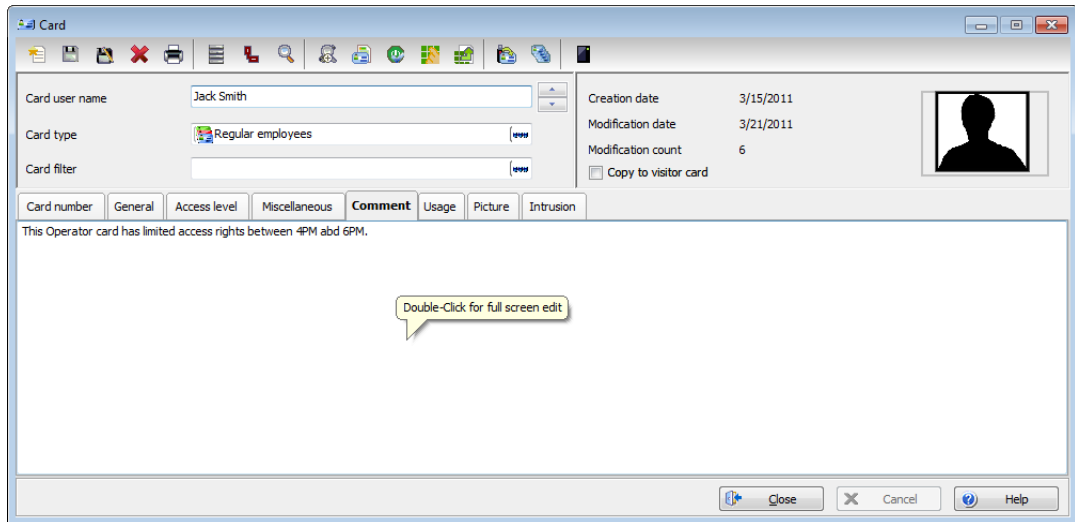 Card
Card user name
Jack Smith
Card type
Regular employees
Card filter
Creation date 3/15/2011
Modification date 3/21/2011
Modification count 6
Copy to visitor card
Card number General Access level Miscellaneous Comment Usage Picture Intrusion
This Operator card has limited access rights between 4PM abd 6PM.
Double-Click for full screen edit
Close Cancel Help